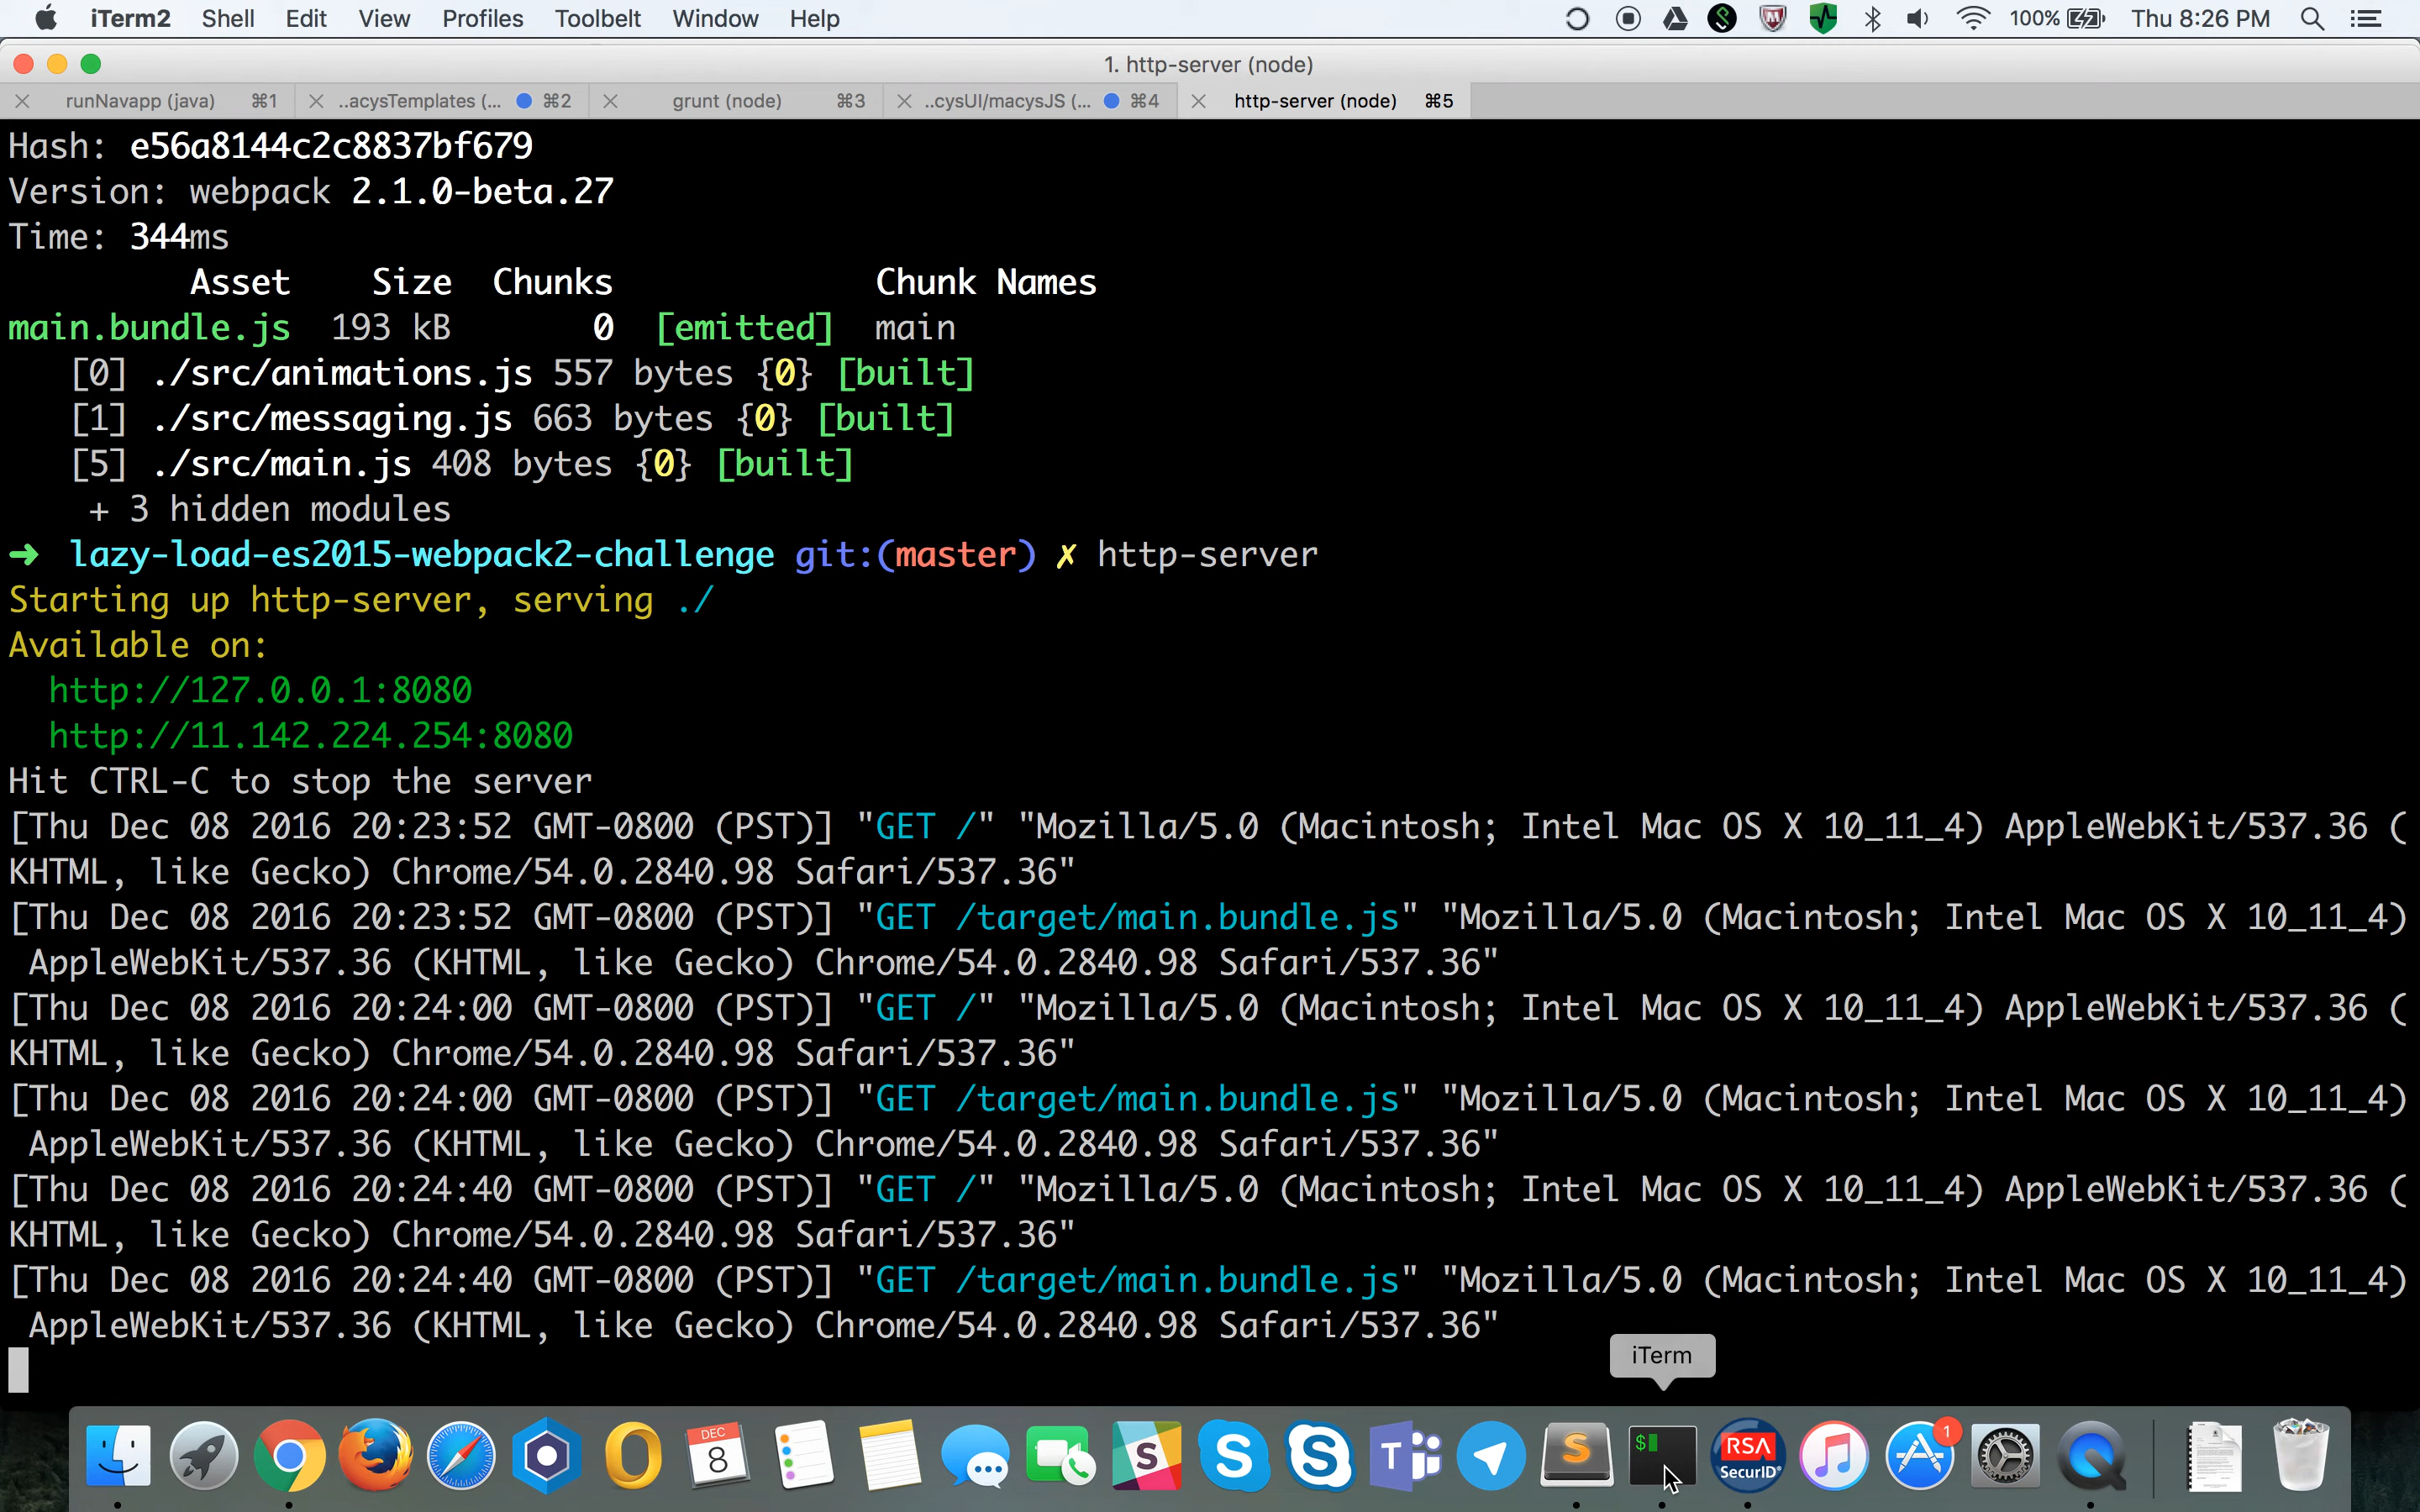 iTerm2 Shell Edit View Profiles Toolbelt Window Help 100% Thu 8:26 PM
1. http-server (node)
runNavapp (java) ⌘1 ..acysTemplates (... ⌘2 grunt (node) ⌘3 ..cysUI/macysJS (... ⌘4 http-server (node) ⌘5
Hash: e56a8144c2c8837bf679
Version: webpack 2.1.0-beta.27
Time: 344ms
Asset Size Chunks Chunk Names
main.bundle.js 193 kB 0 [emitted] main
[0] ./src/animations.js 557 bytes {0} [built]
[1] ./src/messaging.js 663 bytes {0} [built]
[5] ./src/main.js 408 bytes {0} [built]
+ 3 hidden modules
➜ lazy-load-es2015-webpack2-challenge git:(master) ✗ http-server
Starting up http-server, serving ./
Available on:
http://127.0.0.1:8080
http://11.142.224.254:8080
Hit CTRL-C to stop the server
[Thu Dec 08 2016 20:23:52 GMT-0800 (PST)] "GET /" "Mozilla/5.0 (Macintosh; Intel Mac OS X 10_11_4) AppleWebKit/537.36 (
KHTML, like Gecko) Chrome/54.0.2840.98 Safari/537.36"
[Thu Dec 08 2016 20:23:52 GMT-0800 (PST)] "GET /target/main.bundle.js" "Mozilla/5.0 (Macintosh; Intel Mac OS X 10_11_4)
AppleWebKit/537.36 (KHTML, like Gecko) Chrome/54.0.2840.98 Safari/537.36"
[Thu Dec 08 2016 20:24:00 GMT-0800 (PST)] "GET /" "Mozilla/5.0 (Macintosh; Intel Mac OS X 10_11_4) AppleWebKit/537.36 (
KHTML, like Gecko) Chrome/54.0.2840.98 Safari/537.36"
[Thu Dec 08 2016 20:24:00 GMT-0800 (PST)] "GET /target/main.bundle.js" "Mozilla/5.0 (Macintosh; Intel Mac OS X 10_11_4)
AppleWebKit/537.36 (KHTML, like Gecko) Chrome/54.0.2840.98 Safari/537.36"
[Thu Dec 08 2016 20:24:40 GMT-0800 (PST)] "GET /" "Mozilla/5.0 (Macintosh; Intel Mac OS X 10_11_4) AppleWebKit/537.36 (
KHTML, like Gecko) Chrome/54.0.2840.98 Safari/537.36"
[Thu Dec 08 2016 20:24:40 GMT-0800 (PST)] "GET /target/main.bundle.js" "Mozilla/5.0 (Macintosh; Intel Mac OS X 10_11_4)
AppleWebKit/537.36 (KHTML, like Gecko) Chrome/54.0.2840.98 Safari/537.36"
iTerm
DEC
8
S
S
S
T
S
$
RSA
SecurID®
1